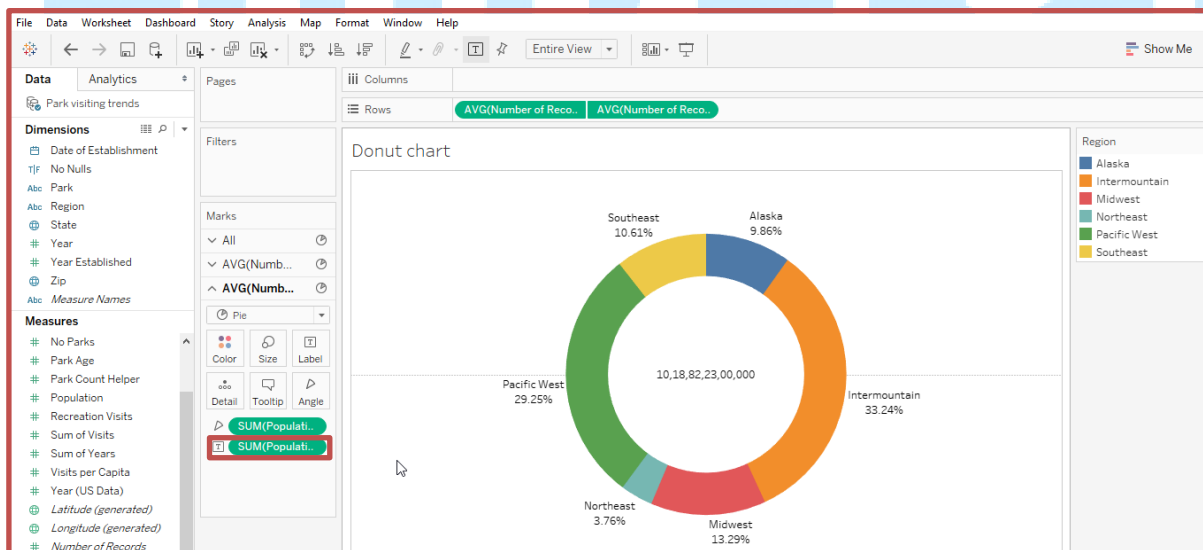 File Data Worksheet Dashboard Story Analysis Map Format Window Help
Entire View
Show Me
Data Analytics
Park visiting trends
Dimensions
Date of Establishment
T|F No Nulls
Abc Park
Abc Region
State
# Year
# Year Established
Zip
Abc Measure Names
Measures
# No Parks
# Park Age
# Park Count Helper
# Population
# Recreation Visits
# Sum of Visits
# Sum of Years
# Visits per Capita
# Year (US Data)
Latitude (generated)
Longitude (generated)
# Number of Records
Pages
Filters
Marks
All
AVG(Numb...
AVG(Numb...
Pie
Color Size Label
Detail Tooltip Angle
SUM(Populati..
T SUM(Populati..
iii Columns
Rows AVG(Number of Reco.. AVG(Number of Reco..
Donut chart
Southeast
10.61%
Alaska
9.86%
Pacific West
29.25%
10,18,82,23,00,000
Intermountain
33.24%
Northeast
3.76%
Midwest
13.29%
Region
Alaska
Intermountain
Midwest
Northeast
Pacific West
Southeast